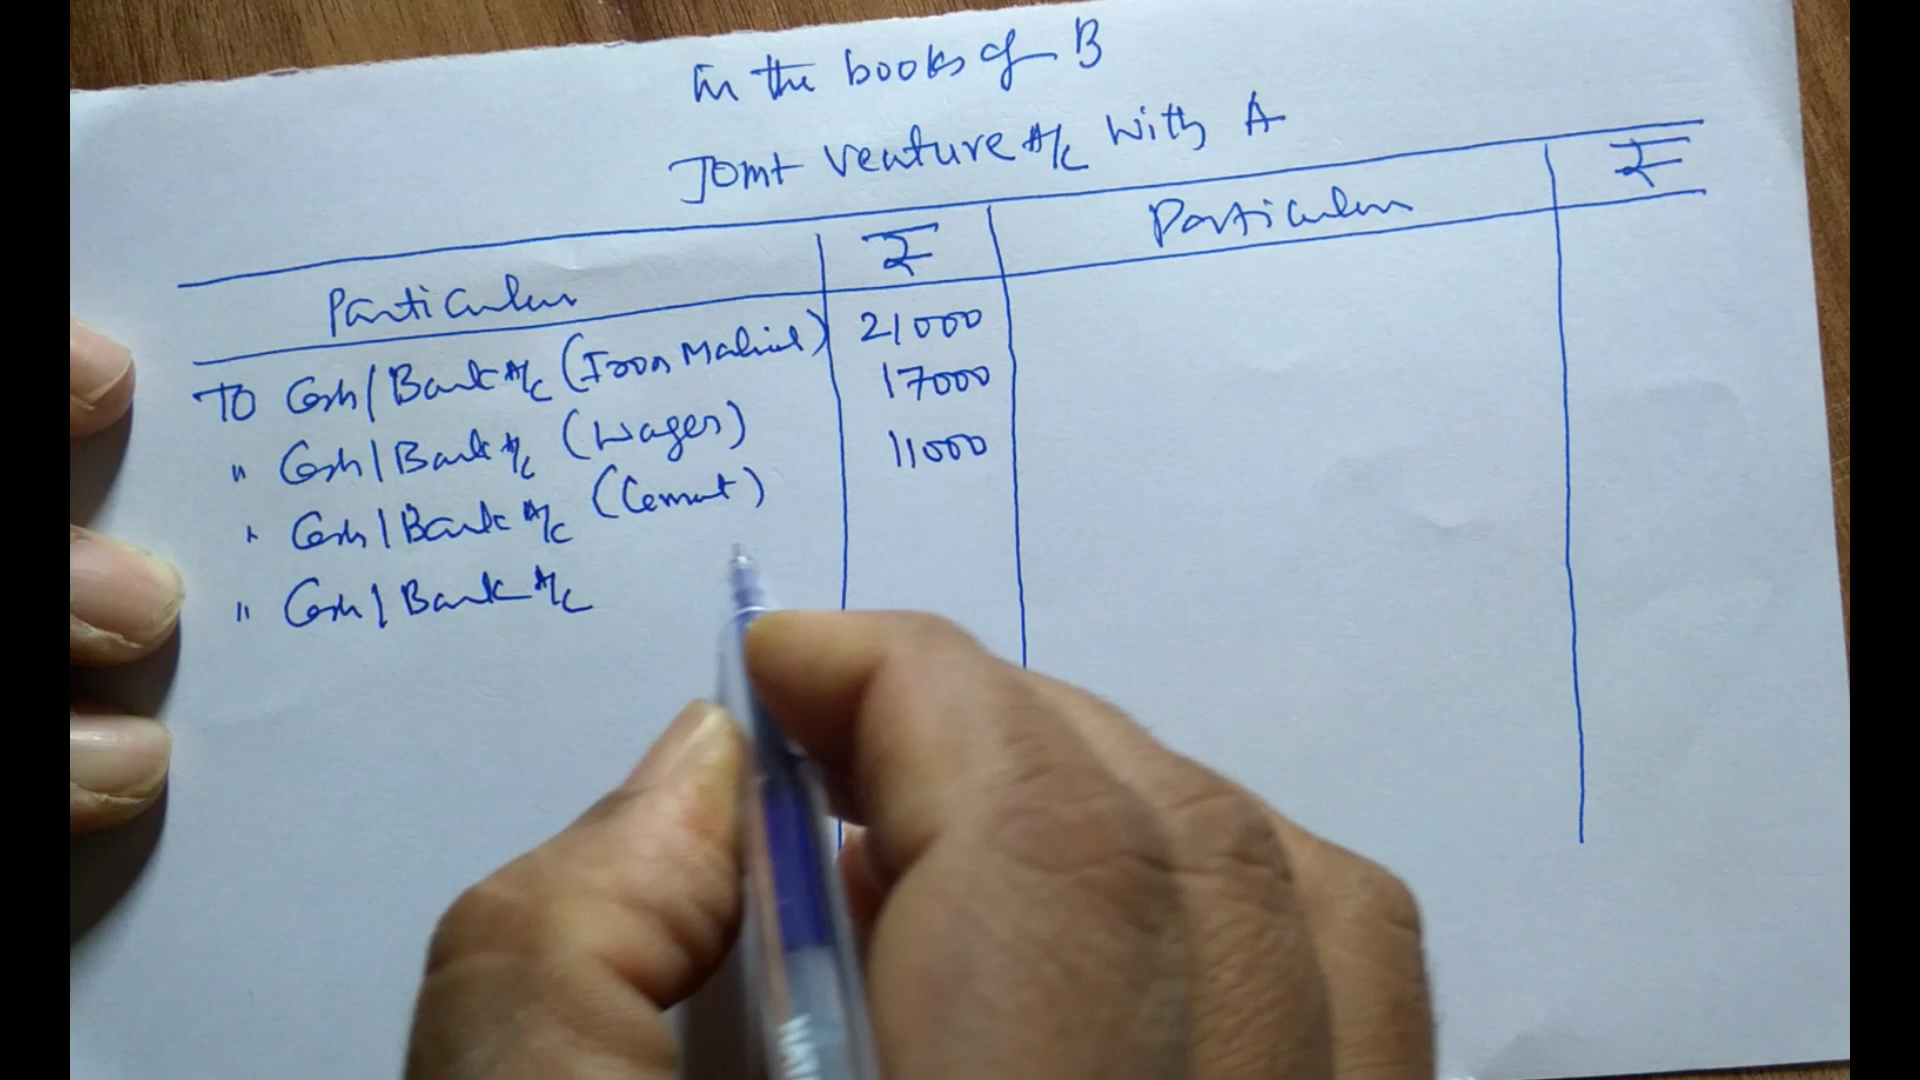 In the books of B
Joint Venture A/c With A
Particulars ₹ Particulars ₹
To Cash/Bank A/c (Iron Material) 21000
" Cash/Bank A/c (Wages) 17000
" Cash/Bank A/c (Cement) 11000
" Cash/Bank A/c